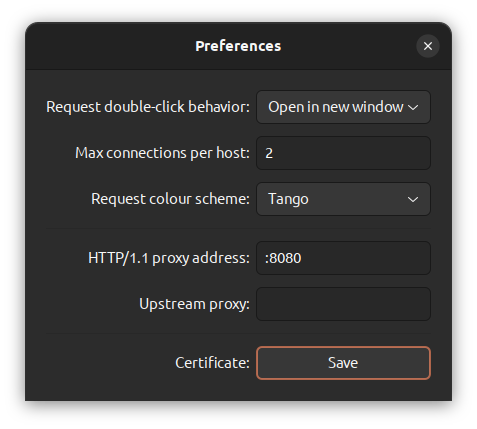 Preferences
Request double-click behavior: Open in new window
Max connections per host: 2
Request colour scheme: Tango
HTTP/1.1 proxy address: :8080
Upstream proxy:
Certificate: Save